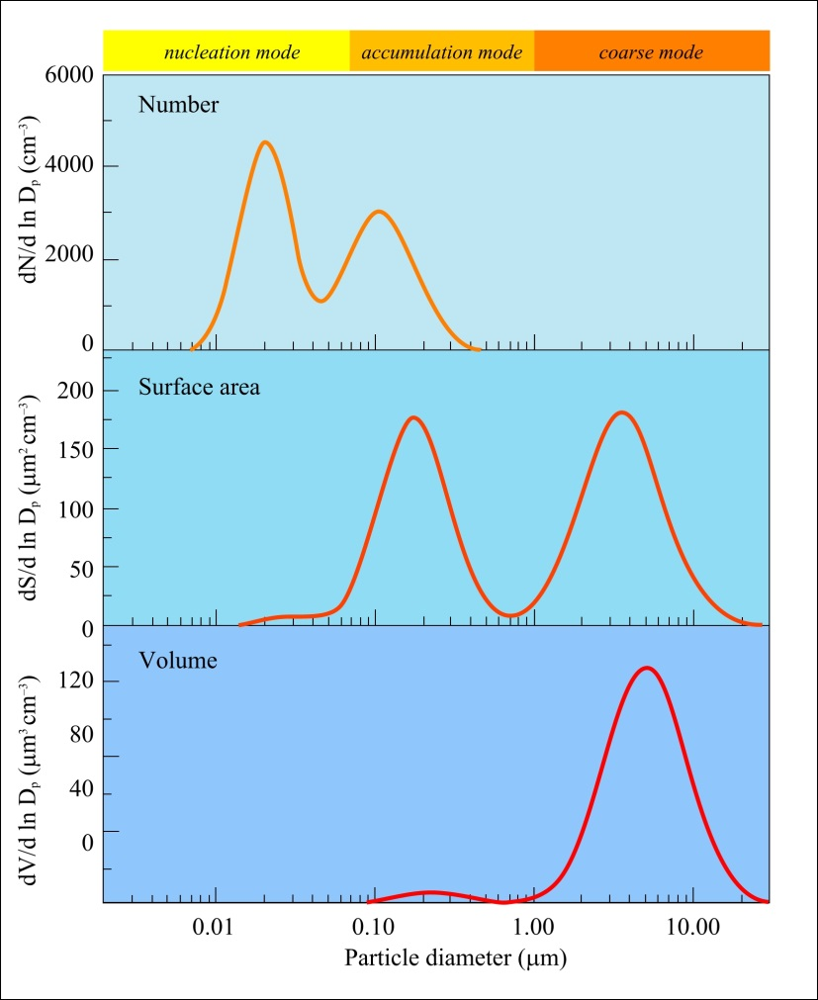 nucleation mode accumulation mode coarse mode
6000
Number
dN/d ln Dp (cm⁻³)
4000
2000
0
Surface area
200
dS/d ln Dp (µm² cm⁻³)
150
100
50
0
Volume
120
dV/d ln Dp (µm³ cm⁻³)
80
40
0
0.01 0.10 1.00 10.00
Particle diameter (µm)